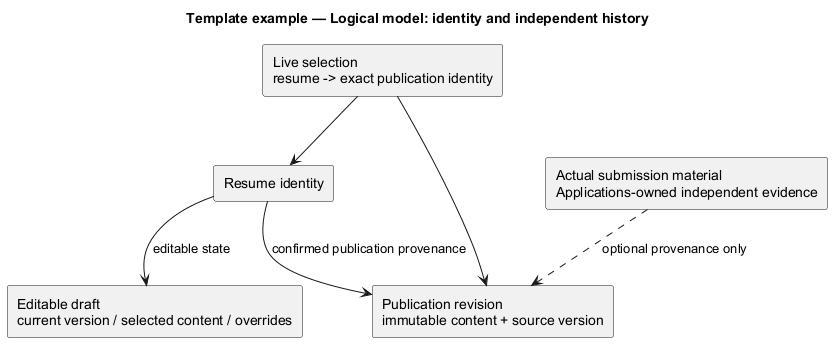 Template example — Logical model: identity and independent history
Live selection
resume -> exact publication identity
Resume identity
Actual submission material
Applications-owned independent evidence
editable state
confirmed publication provenance
optional provenance only
Editable draft
current version / selected content / overrides
Publication revision
immutable content + source version